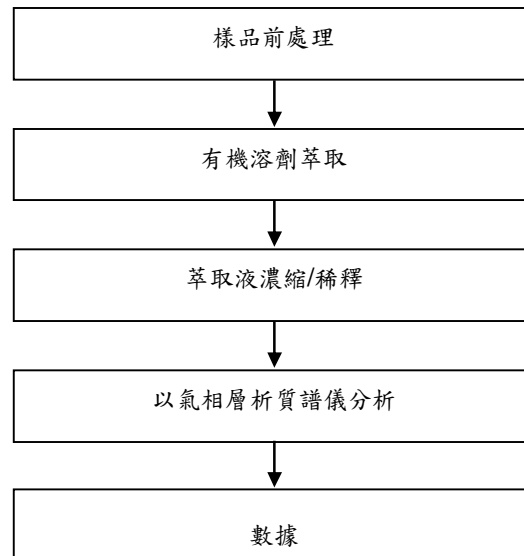 樣品前處理
有機溶劑萃取
萃取液濃縮/稀釋
以氣相層析質譜儀分析
數據